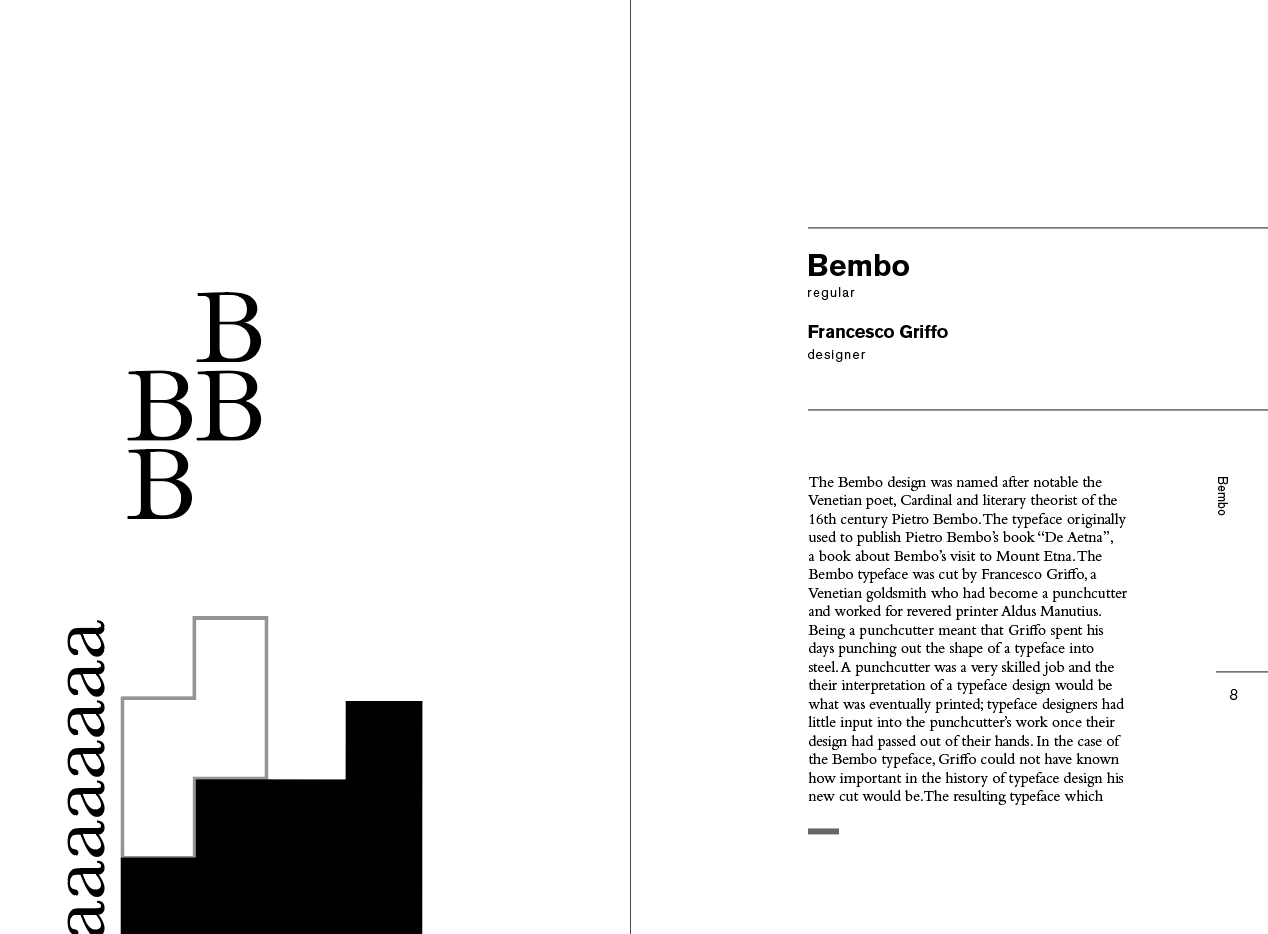 B
BB
B
aaaaaaaa
Bembo
regular
Francesco Griffo
designer
The Bembo design was named after notable the
Venetian poet, Cardinal and literary theorist of the
16th century Pietro Bembo. The typeface originally
used to publish Pietro Bembo’s book “De Aetna”,
a book about Bembo’s visit to Mount Etna. The
Bembo typeface was cut by Francesco Griffo, a
Venetian goldsmith who had become a punchcutter
and worked for revered printer Aldus Manutius.
Being a punchcutter meant that Griffo spent his
days punching out the shape of a typeface into
steel. A punchcutter was a very skilled job and the
their interpretation of a typeface design would be
what was eventually printed; typeface designers had
little input into the punchcutter’s work once their
design had passed out of their hands. In the case of
the Bembo typeface, Griffo could not have known
how important in the history of typeface design his
new cut would be. The resulting typeface which
Bembo
8